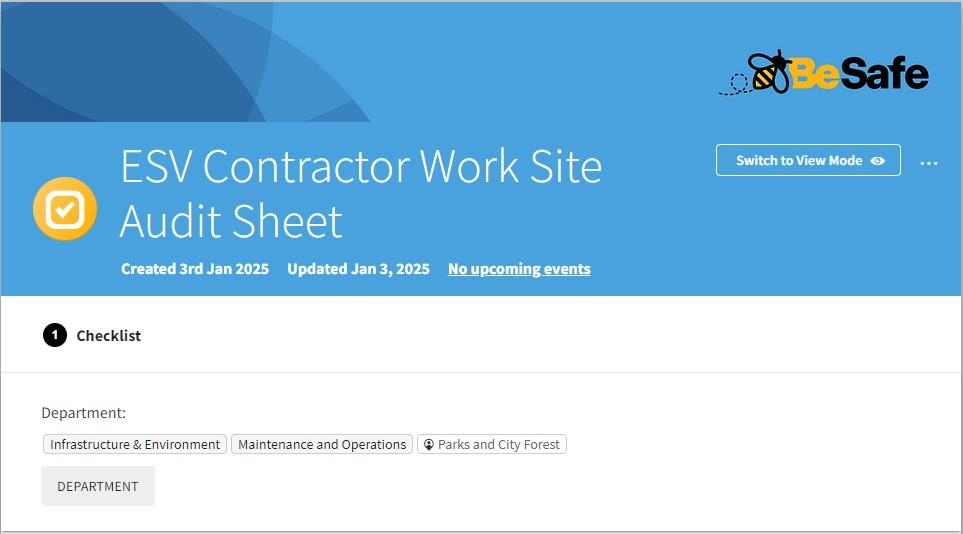 BeSafe
ESV Contractor Work Site
Audit Sheet
Switch to View Mode
...
Created 3rd Jan 2025 Updated Jan 3, 2025 No upcoming events
1 Checklist
Department:
Infrastructure & Environment Maintenance and Operations Parks and City Forest
DEPARTMENT